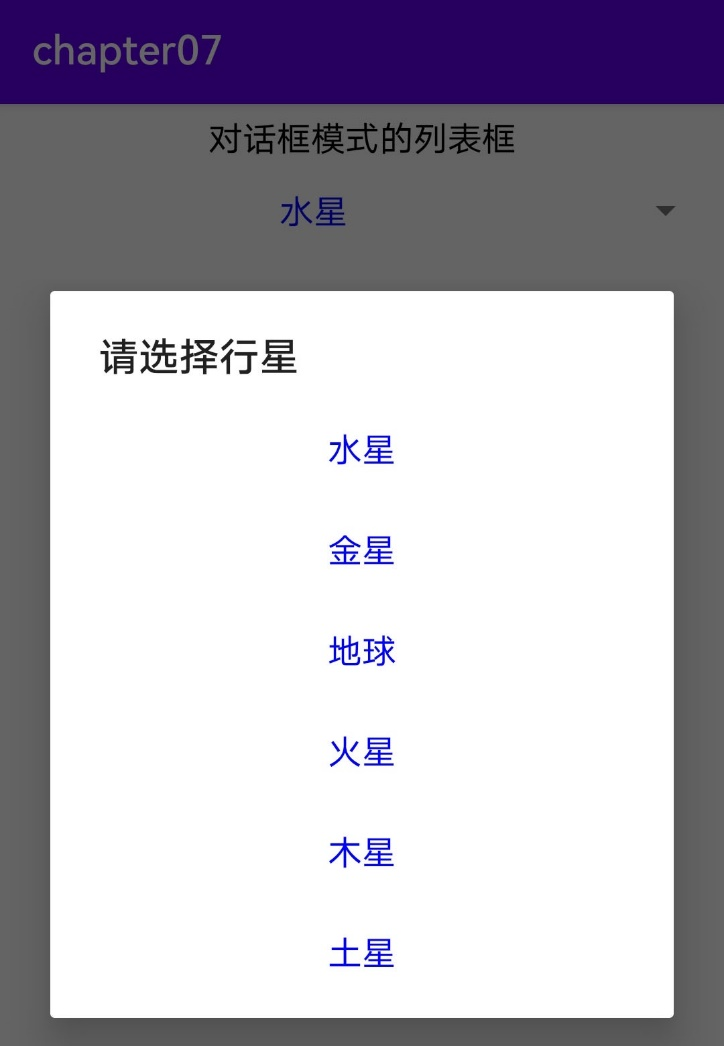 chapter07
对话框模式的列表框
水星
请选择行星
水星
金星
地球
火星
木星
土星